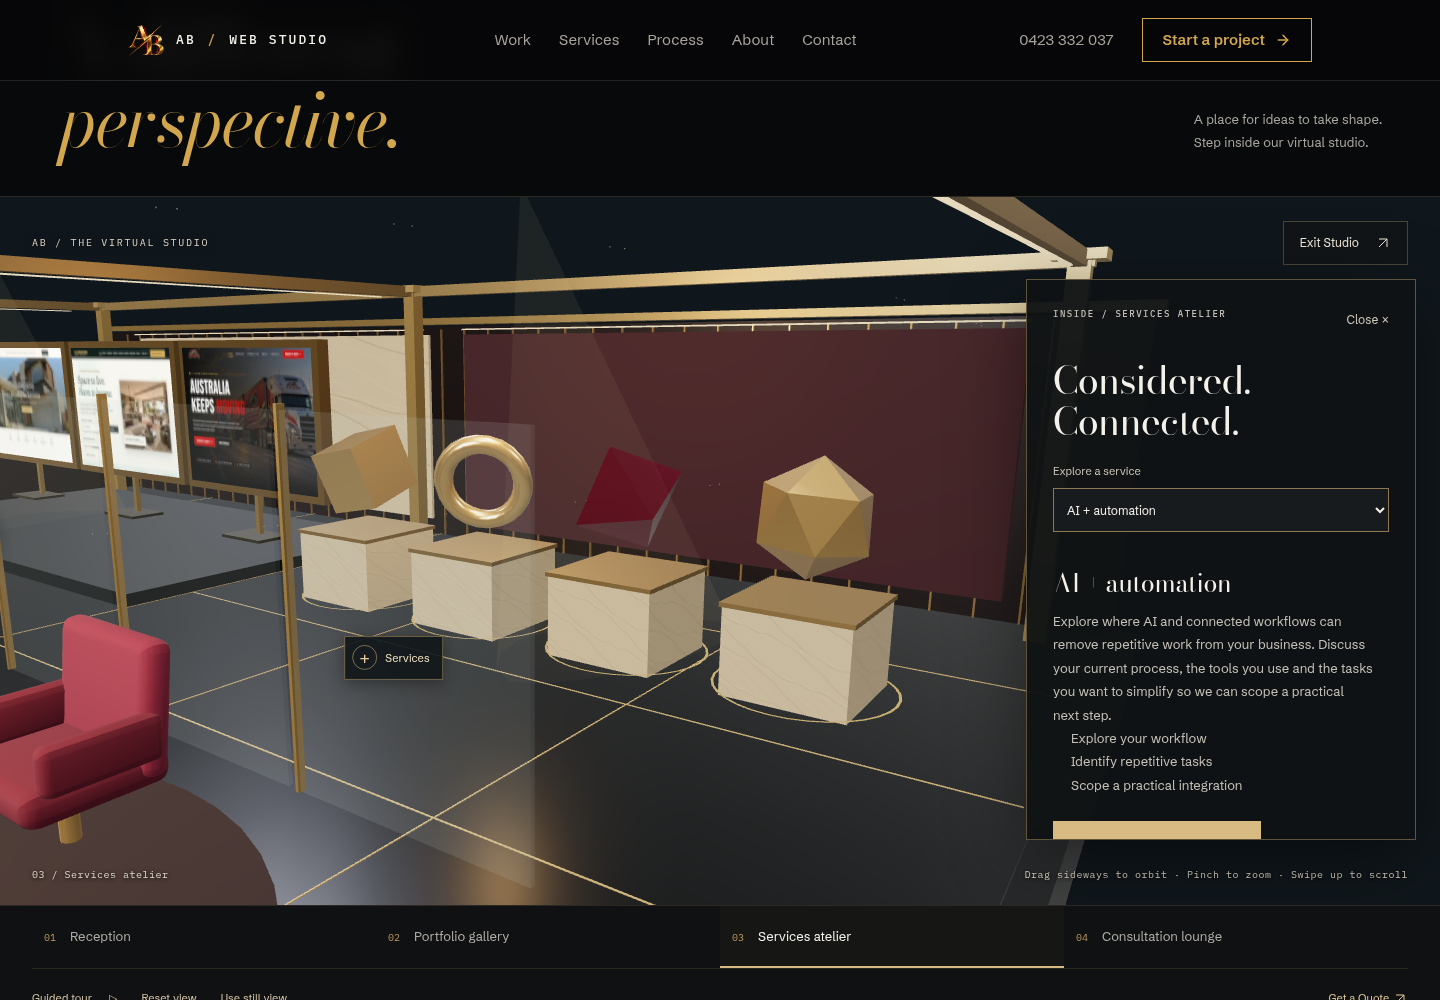 AB / WEB STUDIO
Work Services Process About Contact
0423 332 037
Start a project
perspective.
A place for ideas to take shape.
Step inside our virtual studio.
AB / THE VIRTUAL STUDIO
Exit Studio
AUSTRALIA
KEEPS MOVING
INSIDE / SERVICES ATELIER
Close ×
Considered.
Connected.
Explore a service
AI + automation
AI + automation
Explore where AI and connected workflows can
remove repetitive work from your business. Discuss
your current process, the tools you use and the tasks
you want to simplify so we can scope a practical
next step.
Explore your workflow
Identify repetitive tasks
Scope a practical integration
+ Services
03 / Services atelier
Drag sideways to orbit · Pinch to zoom · Swipe up to scroll
01 Reception
02 Portfolio gallery
03 Services atelier
04 Consultation lounge
Guided tour
Reset view
Use still view
Get a Quote